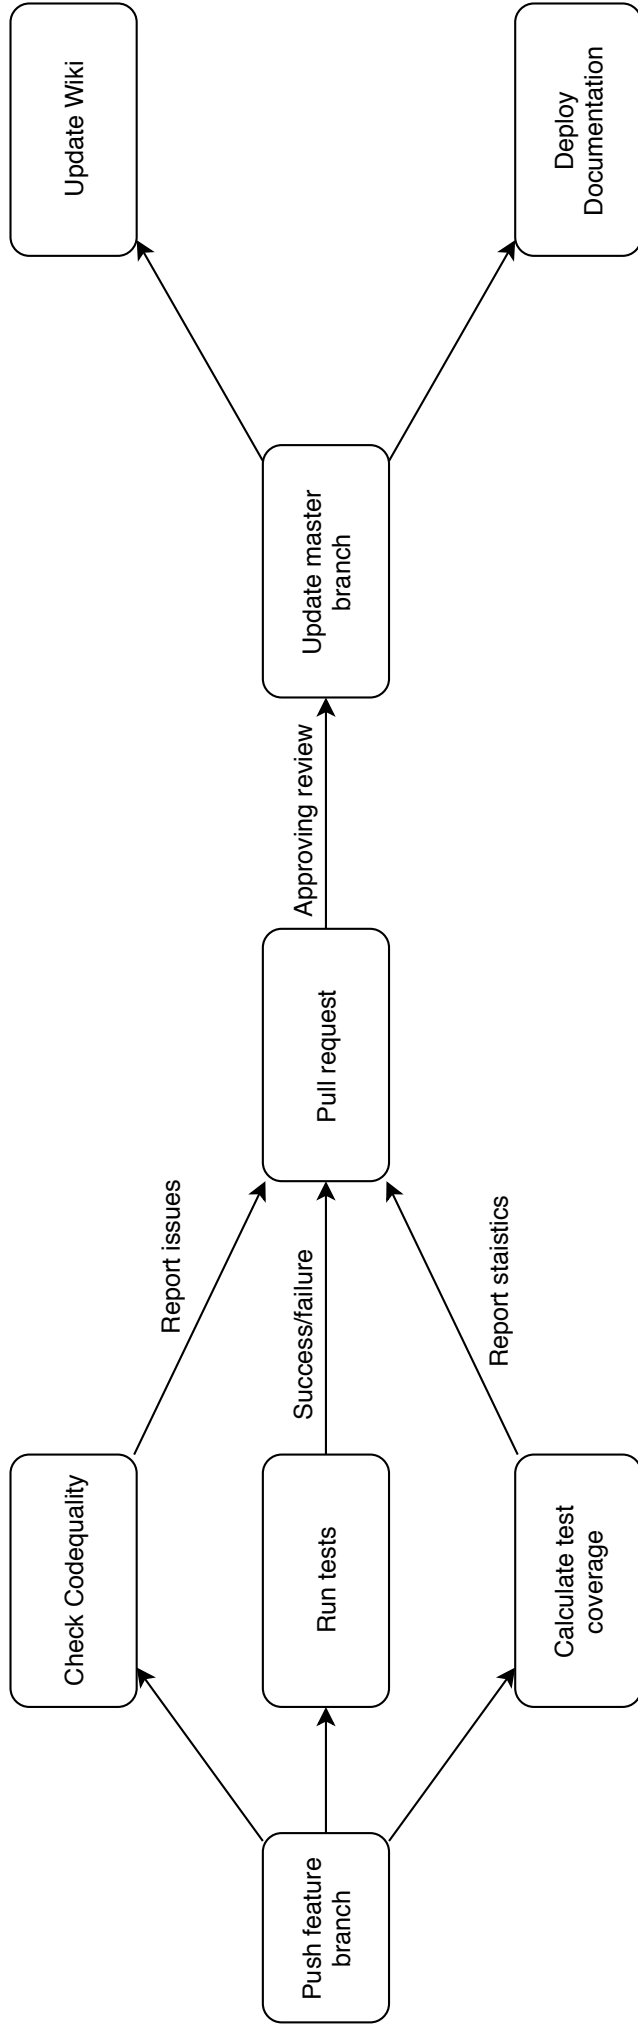 Push feature
branch
Check Codequality
Run tests
Calculate test
coverage
Report issues
Success/failure
Report staistics
Pull request
Approving review
Update master
branch
Update Wiki
Deploy
Documentation